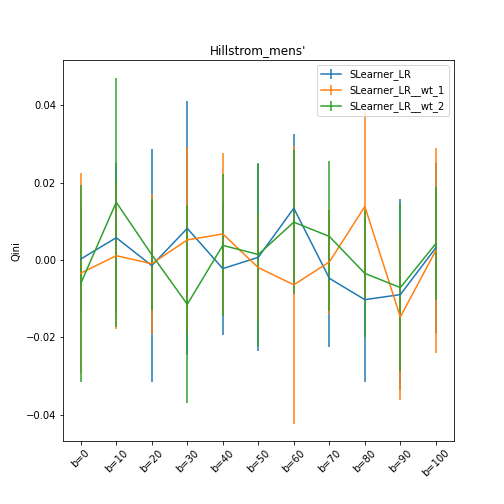 Hillstrom_mens'
SLearner_LR
SLearner_LR__wt_1
SLearner_LR__wt_2
Qini
0.04
0.02
0.00
−0.02
−0.04
b=0
b=10
b=20
b=30
b=40
b=50
b=60
b=70
b=80
b=90
b=100